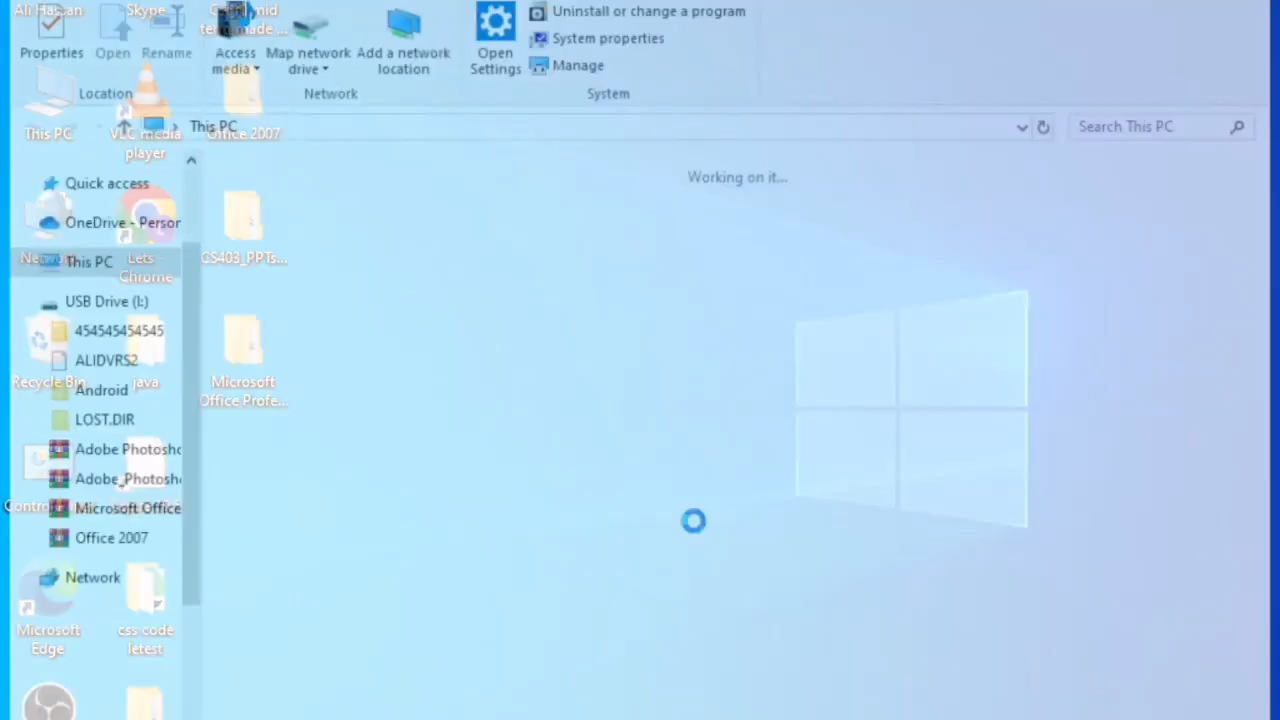 Ali Hassan
Skype
Uninstall or change a program
Properties
Open
Rename
Access
media
Map network
drive
Add a network
location
Open
Settings
System properties
Manage
Location
Network
System
This PC
VLC media
player
This PC
Office 2007
Search This PC
Working on it...
Quick access
OneDrive - Person
This PC
Lets -
Chrome
CS403_PPTs...
USB Drive (I:)
454545454545
ALIDVRS2
Recycle Bin
java
Microsoft
Office Profe...
Android
LOST.DIR
Adobe Photosho
Adobe_Photosho
Microsoft Office
Office 2007
Network
Microsoft
Edge
css code
letest